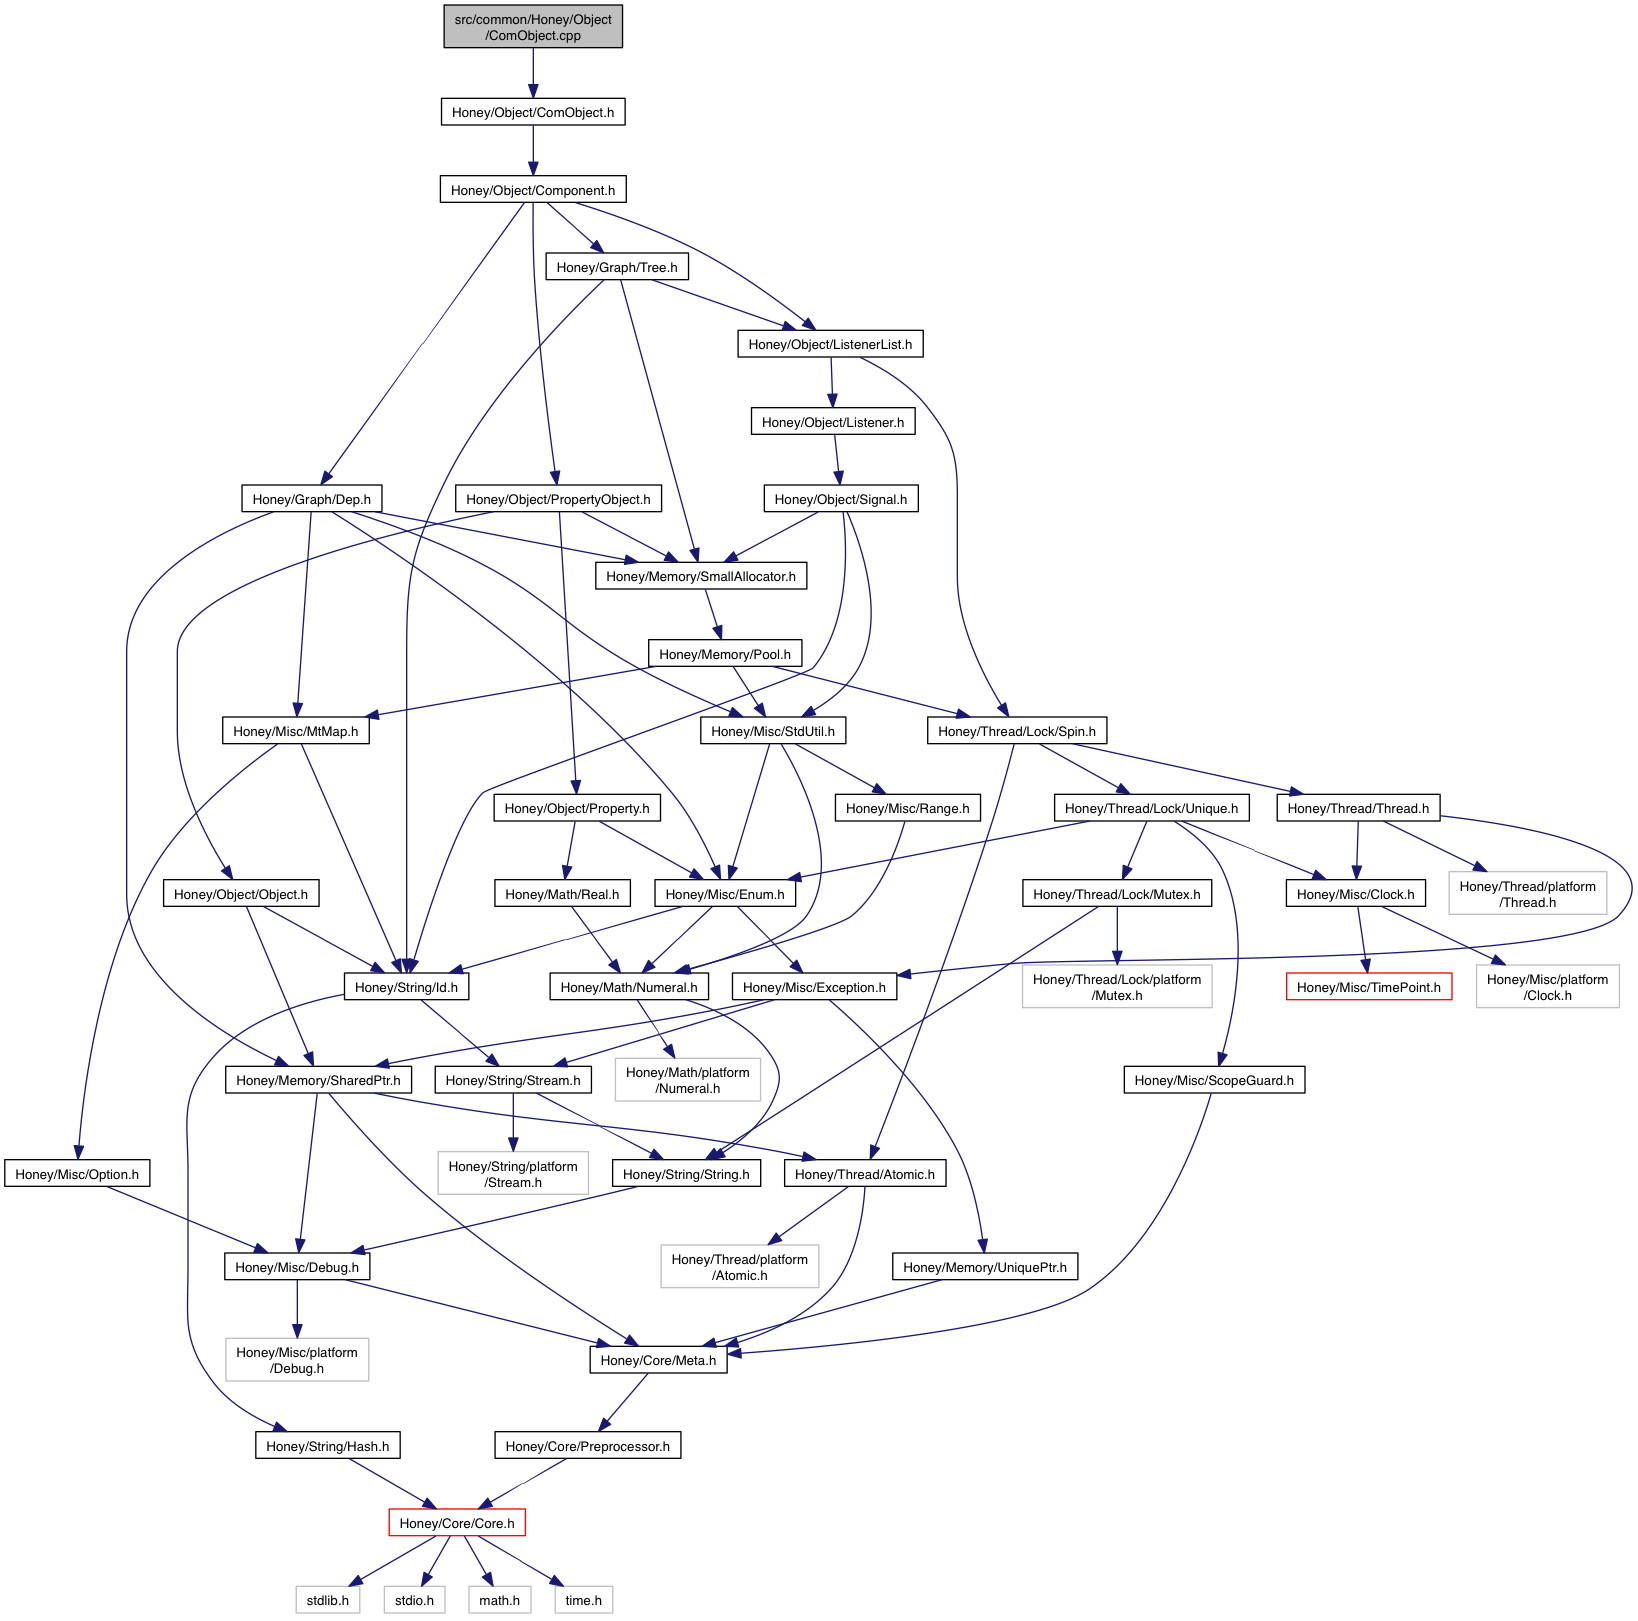 src/common/Honey/Object
/ComObject.cpp
Honey/Object/ComObject.h
Honey/Object/Component.h
Honey/Graph/Tree.h
Honey/Object/ListenerList.h
Honey/Object/Listener.h
Honey/Graph/Dep.h
Honey/Object/PropertyObject.h
Honey/Object/Signal.h
Honey/Memory/SmallAllocator.h
Honey/Memory/Pool.h
Honey/Misc/MtMap.h
Honey/Misc/StdUtil.h
Honey/Thread/Lock/Spin.h
Honey/Object/Property.h
Honey/Misc/Range.h
Honey/Thread/Lock/Unique.h
Honey/Thread/Thread.h
Honey/Object/Object.h
Honey/Math/Real.h
Honey/Misc/Enum.h
Honey/Thread/Lock/Mutex.h
Honey/Misc/Clock.h
Honey/Thread/platform
/Thread.h
Honey/String/Id.h
Honey/Math/Numeral.h
Honey/Misc/Exception.h
Honey/Thread/Lock/platform
/Mutex.h
Honey/Misc/TimePoint.h
Honey/Misc/platform
/Clock.h
Honey/Memory/SharedPtr.h
Honey/String/Stream.h
Honey/Math/platform
/Numeral.h
Honey/Misc/ScopeGuard.h
Honey/Misc/Option.h
Honey/String/platform
/Stream.h
Honey/String/String.h
Honey/Thread/Atomic.h
Honey/Misc/Debug.h
Honey/Thread/platform
/Atomic.h
Honey/Memory/UniquePtr.h
Honey/Misc/platform
/Debug.h
Honey/Core/Meta.h
Honey/String/Hash.h
Honey/Core/Preprocessor.h
Honey/Core/Core.h
stdlib.h
stdio.h
math.h
time.h